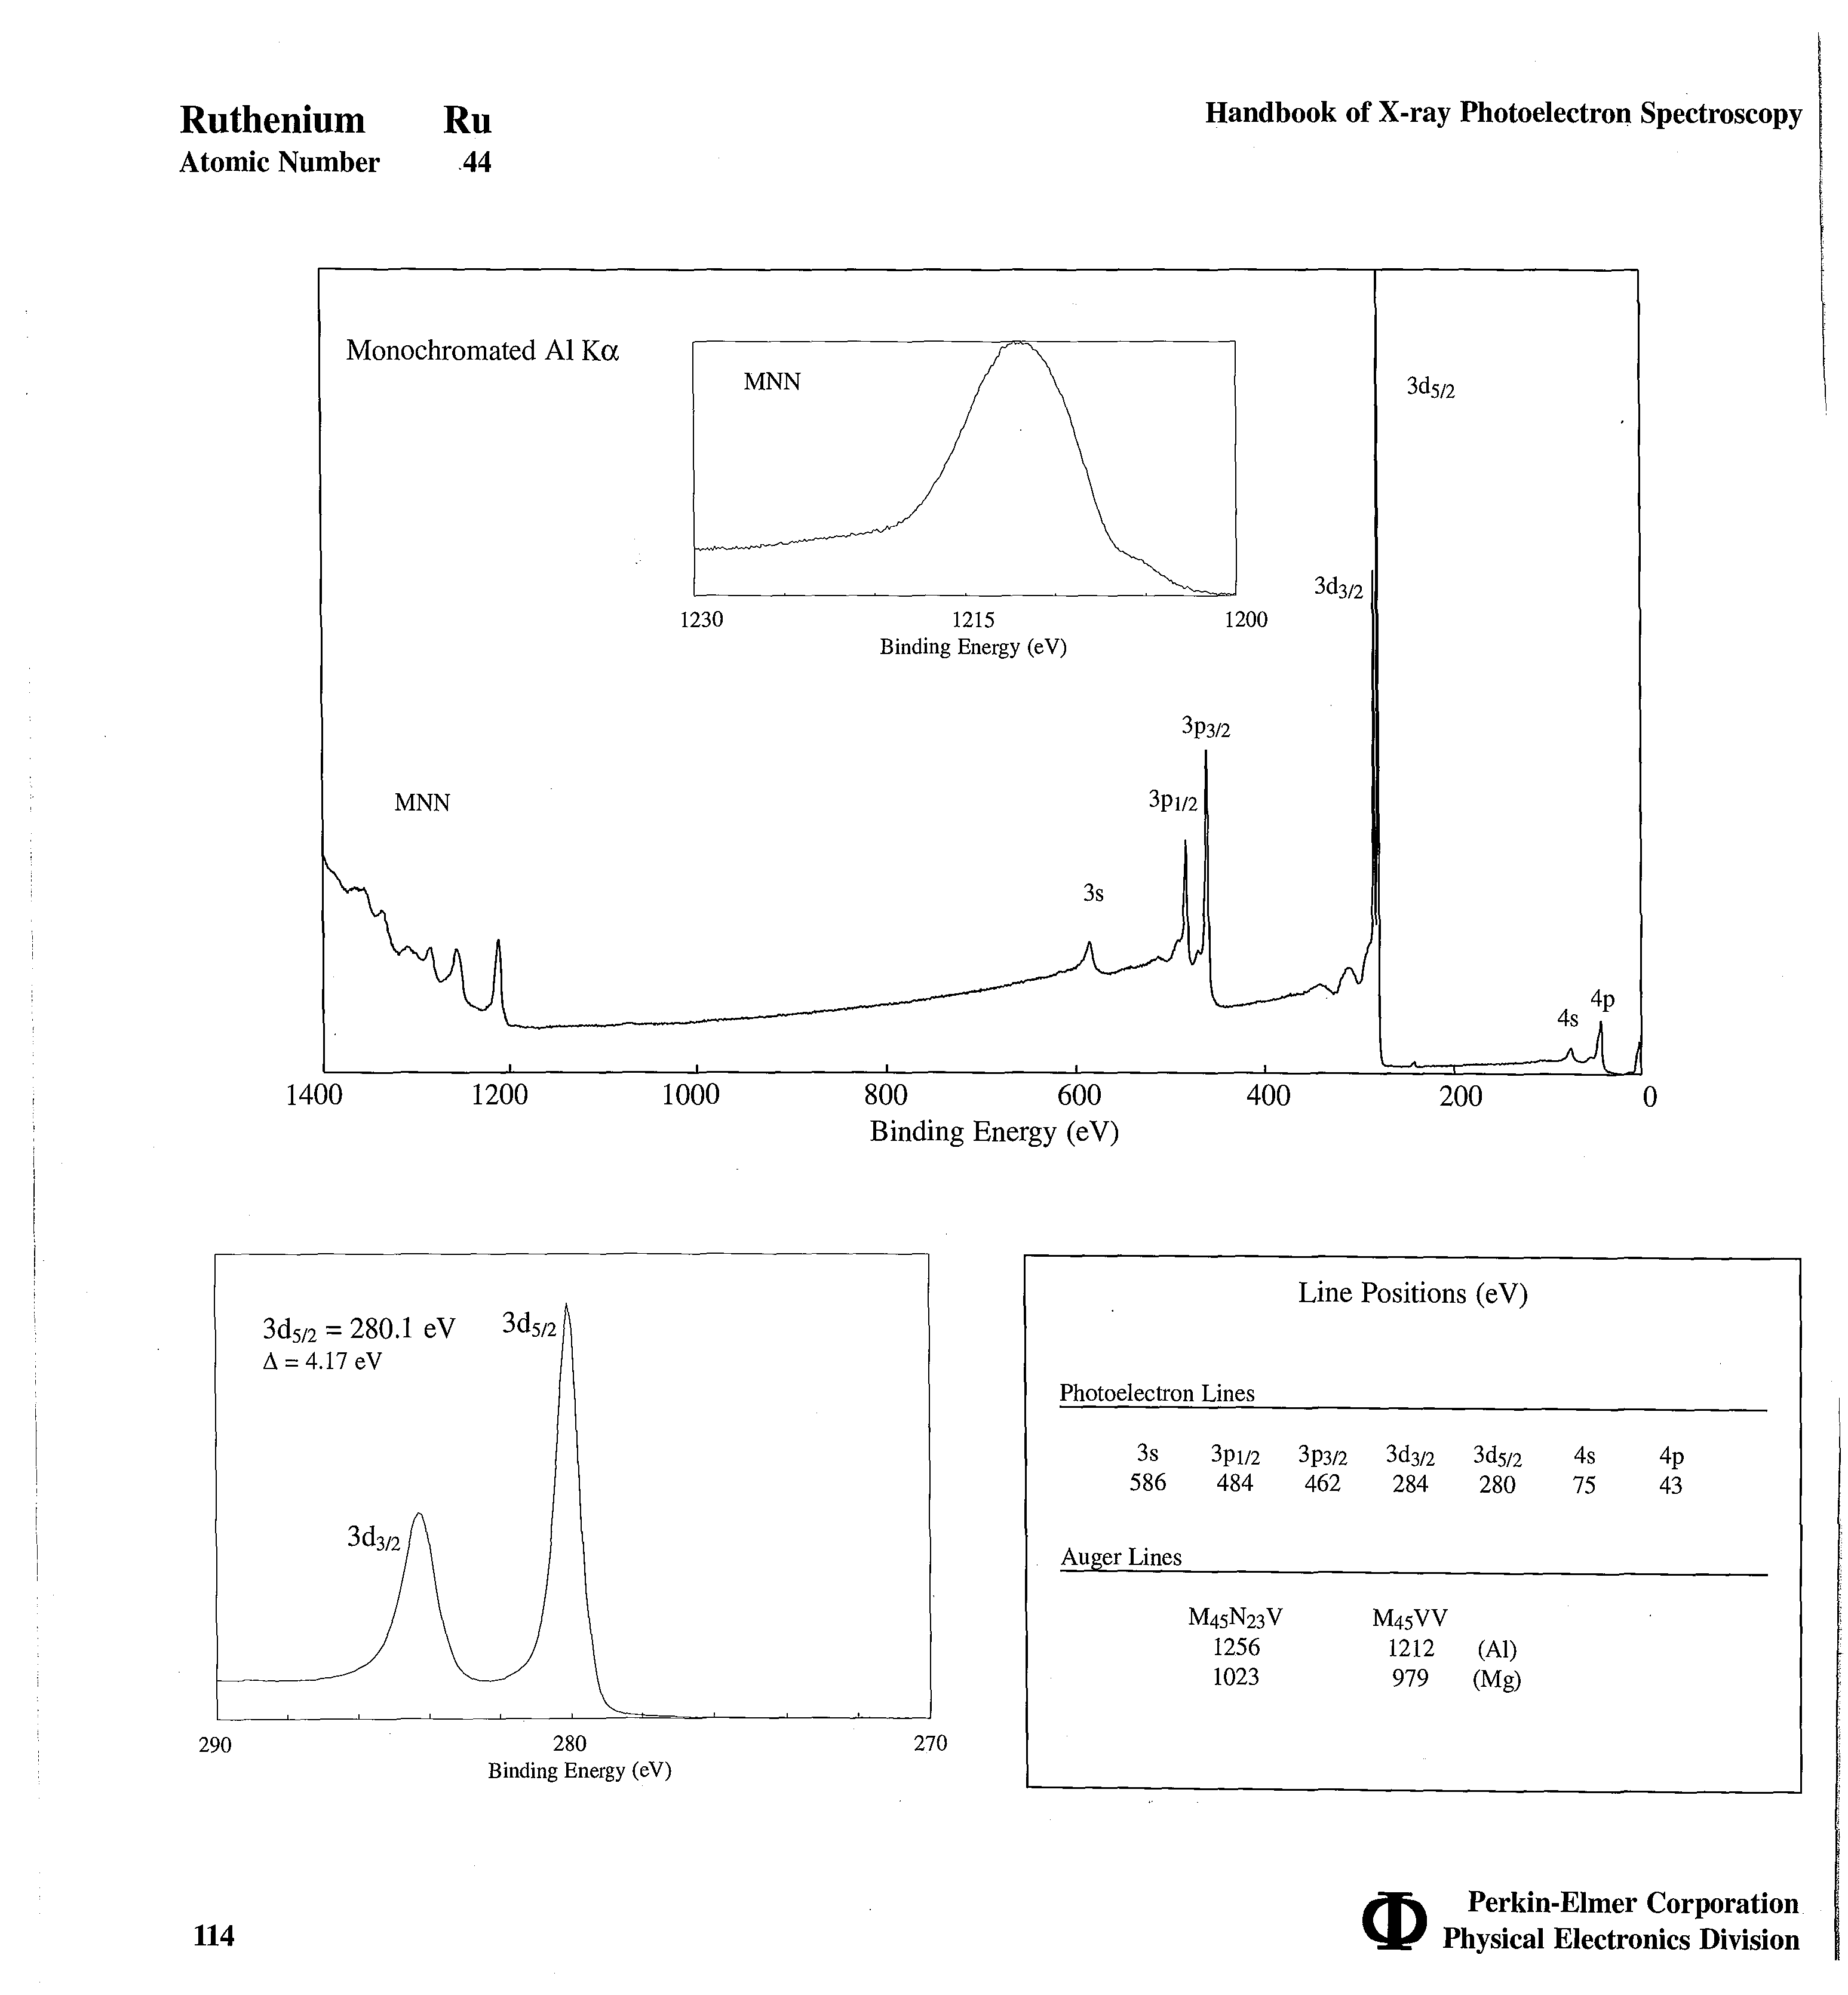 Ruthenium Ru
Handbook of X-ray Photoelectron Spectroscopy
Atomic Number 44
Monochromated Al Kα
MNN
3d5/2
3d3/2
1230 1215 1200
Binding Energy (eV)
3p3/2
3p1/2
MNN
3s
4p
4s
1400 1200 1000 800 600 400 200 0
Binding Energy (eV)
3d5/2 = 280.1 eV
Δ = 4.17 eV
3d5/2
3d3/2
290 280 270
Binding Energy (eV)
Line Positions (eV)
Photoelectron Lines
3s 3p1/2 3p3/2 3d3/2 3d5/2 4s 4p
586 484 462 284 280 75 43
Auger Lines
M45N23V M45VV
1256 1212 (Al)
1023 979 (Mg)
Perkin-Elmer Corporation
Physical Electronics Division
114